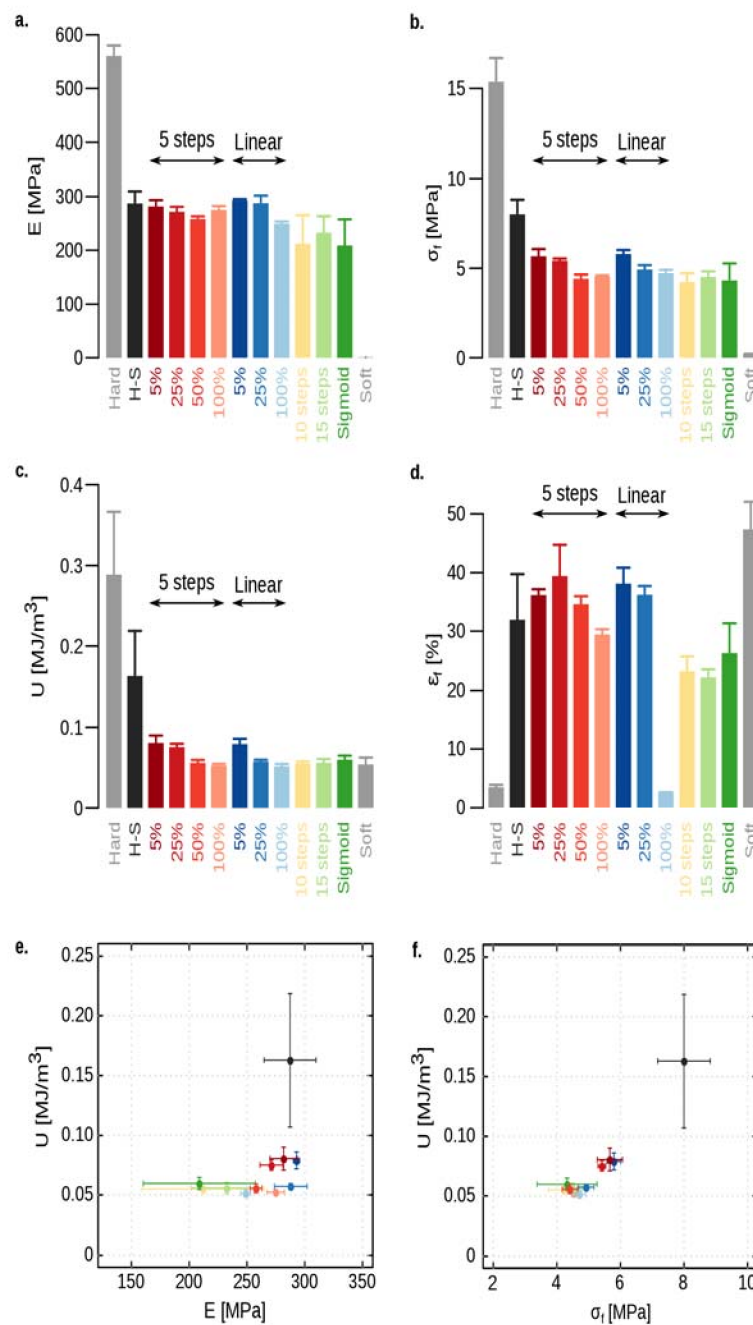 a.
600
500
400
300
200
100
0
E [MPa]
5 steps
Linear
Hard
H-S
5%
25%
50%
100%
5%
25%
100%
10 steps
15 steps
Sigmoid
Soft
b.
15
10
5
0
σf [MPa]
5 steps
Linear
Hard
H-S
5%
25%
50%
100%
5%
25%
100%
10 steps
15 steps
Sigmoid
Soft
c.
0.4
0.3
0.2
0.1
0
U [MJ/m³]
5 steps
Linear
Hard
H-S
5%
25%
50%
100%
5%
25%
100%
10 steps
15 steps
Sigmoid
Soft
d.
50
40
30
20
10
0
εf [%]
5 steps
Linear
Hard
H-S
5%
25%
50%
100%
5%
25%
100%
10 steps
15 steps
Sigmoid
Soft
e.
0.25
0.20
0.15
0.10
0.05
0
U [MJ/m³]
150 200 250 300 350
E [MPa]
f.
0.25
0.20
0.15
0.10
0.05
0
U [MJ/m³]
2 4 6 8 10
σf [MPa]